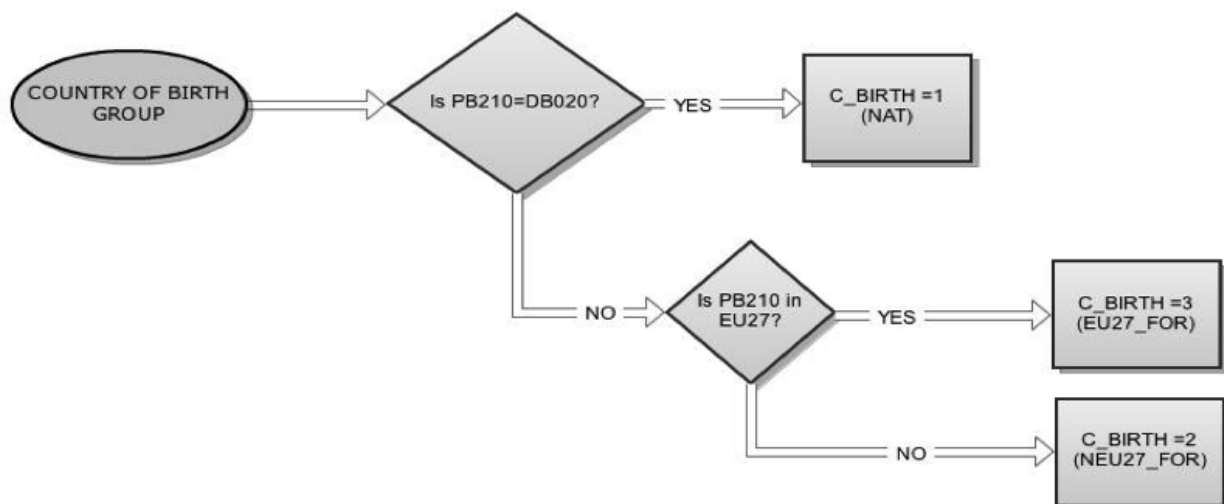 COUNTRY OF BIRTH
GROUP
Is PB210=DB020?
YES
C_BIRTH =1
(NAT)
NO
Is PB210 in
EU27?
YES
C_BIRTH =3
(EU27_FOR)
NO
C_BIRTH =2
(NEU27_FOR)